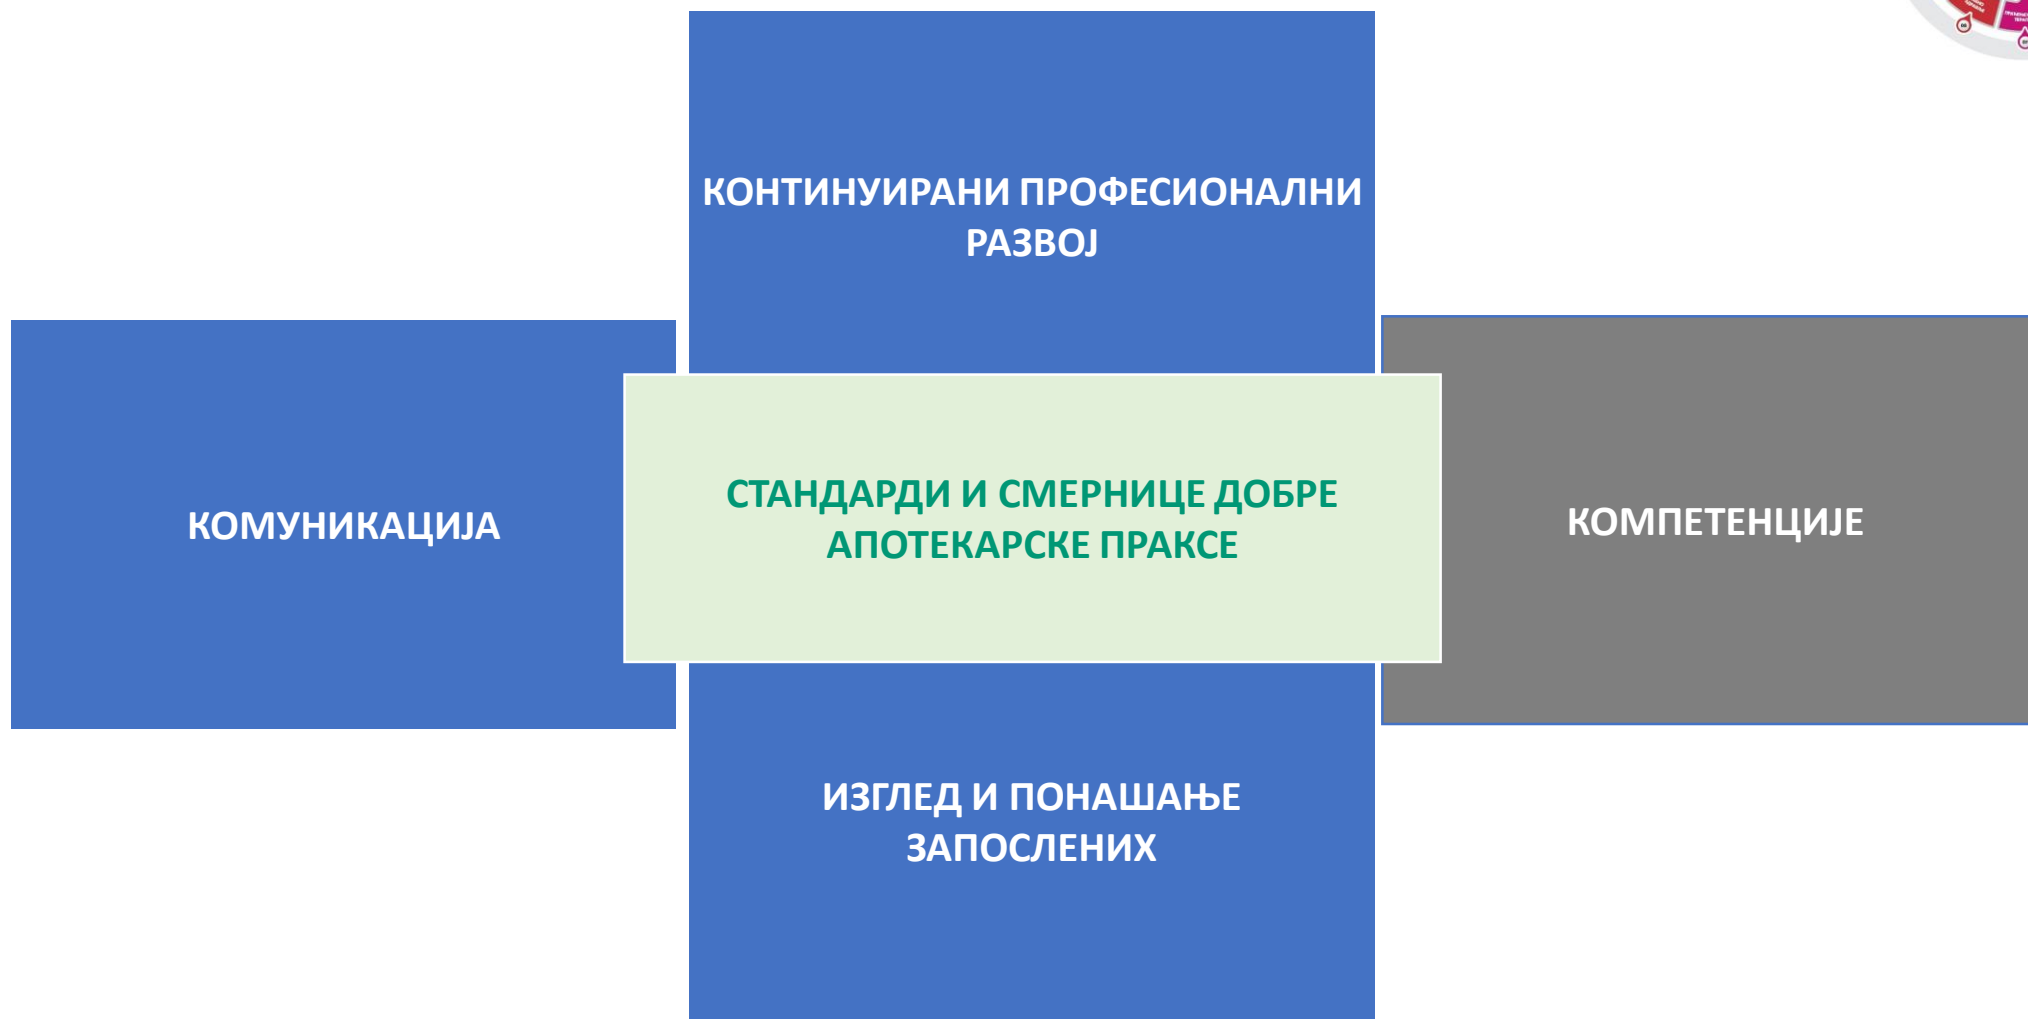 КОНТИНУИРАНИ ПРОФЕСИОНАЛНИ
РАЗВОЈ
КОМУНИКАЦИЈА
СТАНДАРДИ И СМЕРНИЦЕ ДОБРЕ
АПОТЕКАРСКЕ ПРАКСЕ
КОМПЕТЕНЦИЈЕ
ИЗГЛЕД И ПОНАШАЊЕ
ЗАПОСЛЕНИХ